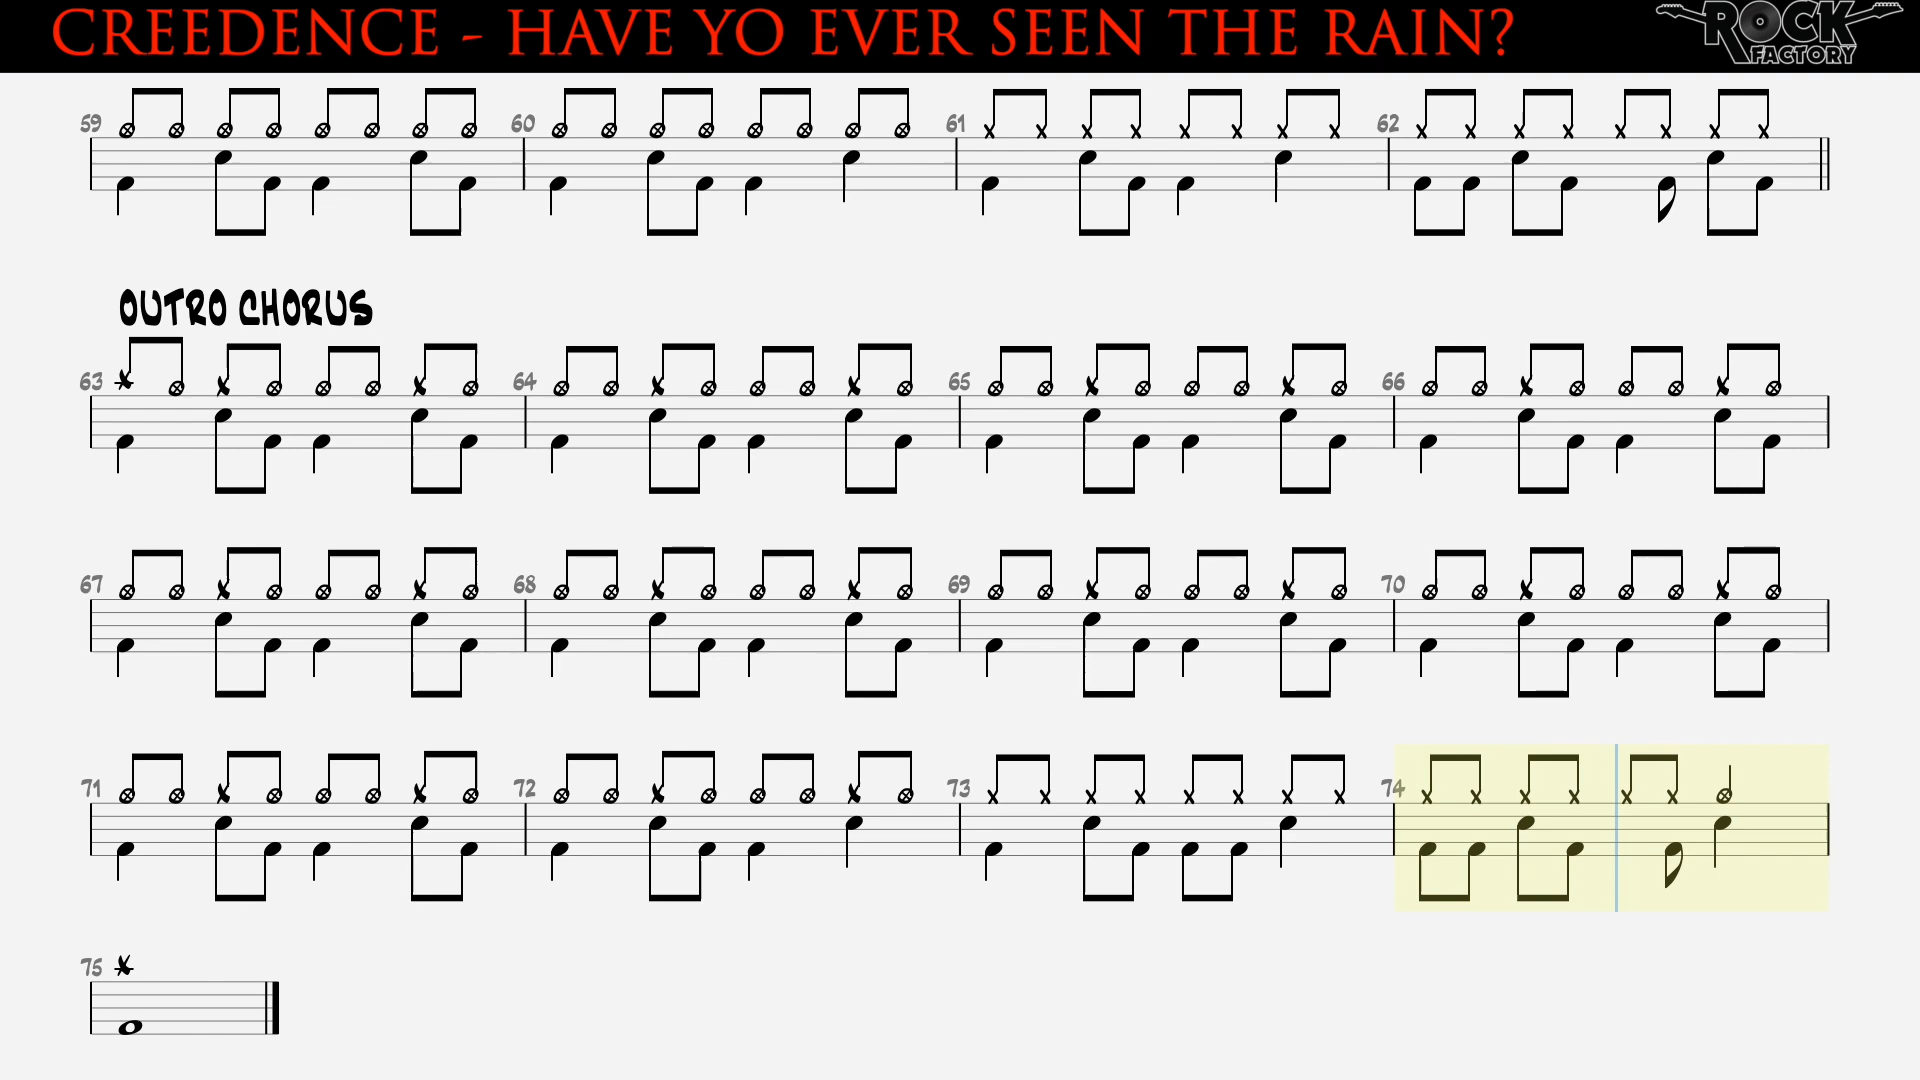 CREEDENCE - HAVE YO EVER SEEN THE RAIN?
ROCK
FACTORY
59 60 61 62
OUTRO CHORUS
63 64 65 66
67 68 69 70
71 72 73 74
75